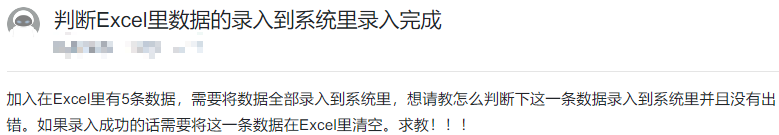 判断Excel里数据的录入到系统里录入完成
加入在Excel里有5条数据，需要将数据全部录入到系统里，想请教怎么判断下这一条数据录入到系统里并且没有出
错。如果录入成功的话需要将这一条数据在Excel里清空。求教！！！